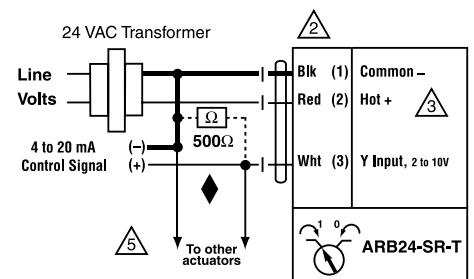 24 VAC Transformer
2
Line
Volts
Blk (1) Common –
Red (2) Hot +
3
Ω
500Ω
4 to 20 mA (–)
Control Signal (+)
Wht (3) Y Input, 2 to 10V
5
To other
actuators
1 0
ARB24-SR-T